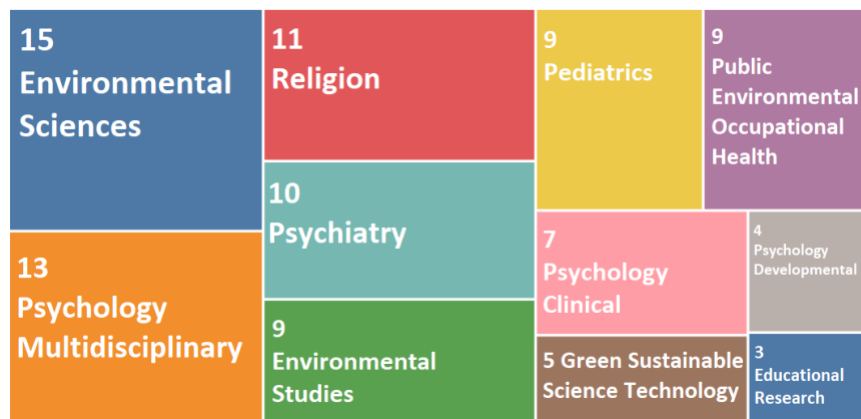 15
Environmental
Sciences
13
Psychology
Multidisciplinary
11
Religion
10
Psychiatry
9
Environmental
Studies
9
Pediatrics
9
Public
Environmental
Occupational
Health
7
Psychology
Clinical
4
Psychology
Developmental
5 Green Sustainable
Science Technology
3
Educational
Research